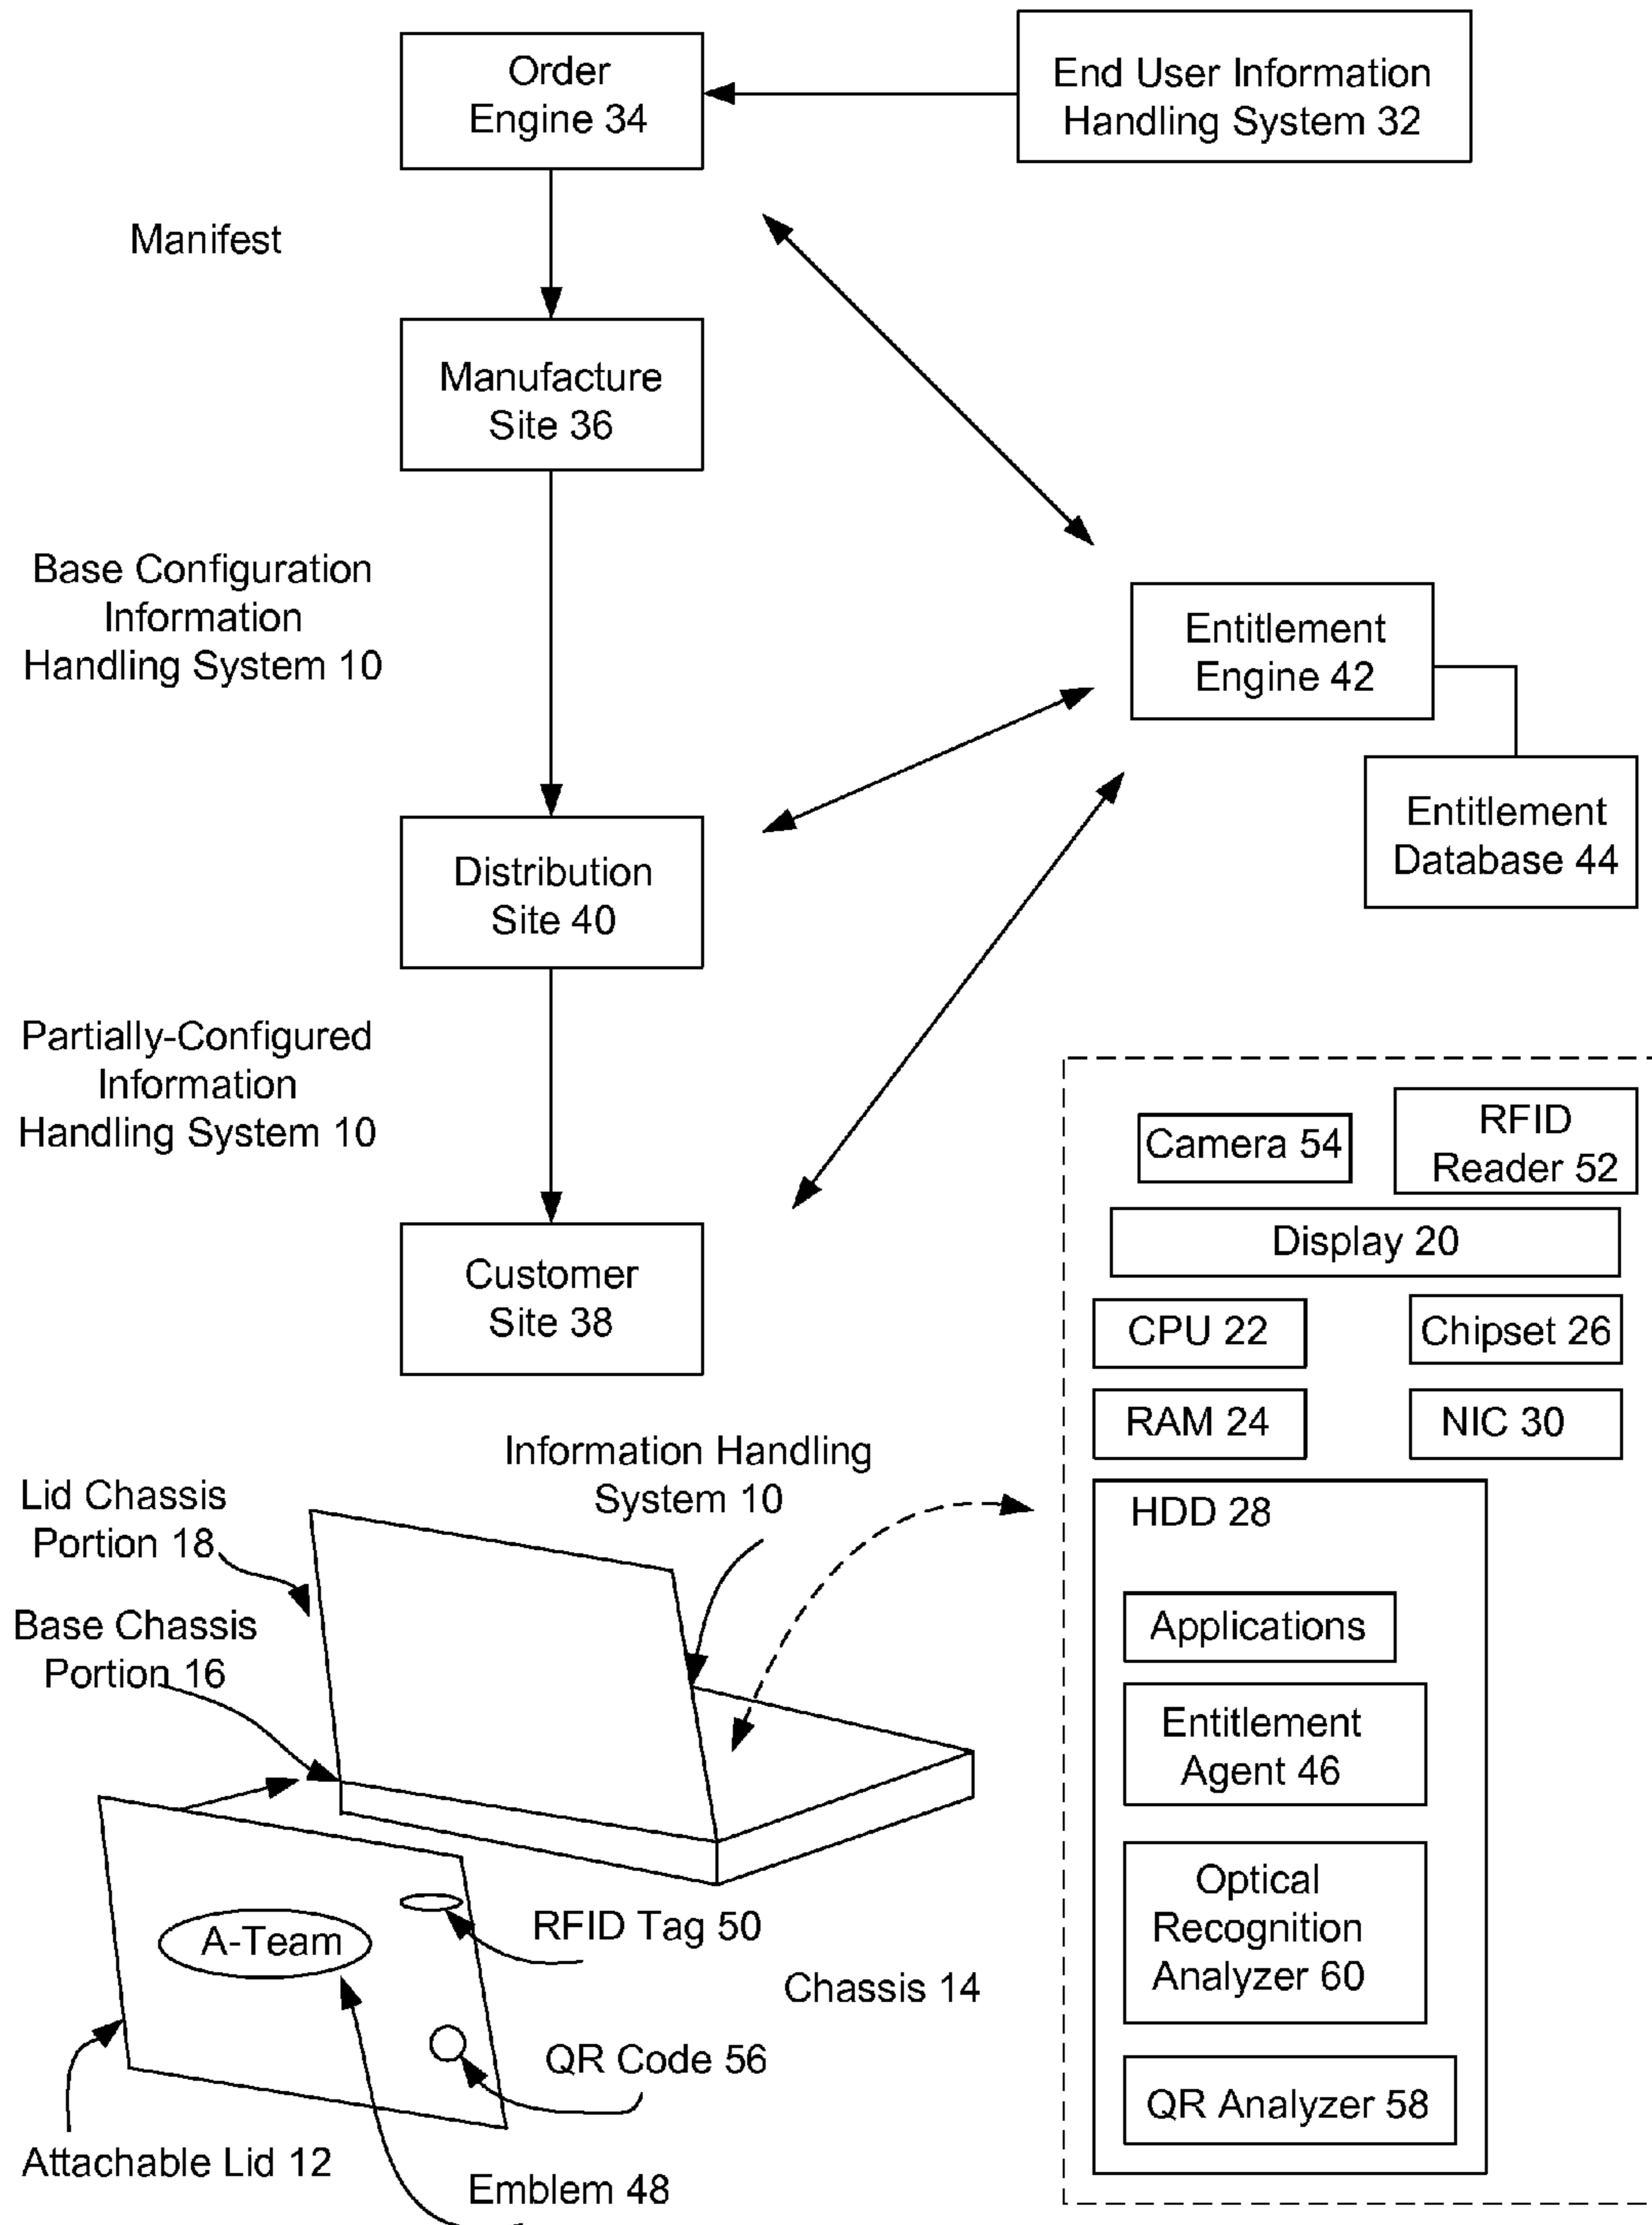 Order
Engine 34
End User Information
Handling System 32
Manifest
Manufacture
Site 36
Base Configuration
Information
Handling System 10
Entitlement
Engine 42
Entitlement
Database 44
Distribution
Site 40
Partially-Configured
Information
Handling System 10
Customer
Site 38
Camera 54
RFID
Reader 52
Display 20
CPU 22
Chipset 26
RAM 24
NIC 30
HDD 28
Applications
Entitlement
Agent 46
Optical
Recognition
Analyzer 60
QR Analyzer 58
Information Handling
System 10
Lid Chassis
Portion 18
Base Chassis
Portion 16
A-Team
RFID Tag 50
Chassis 14
QR Code 56
Attachable Lid 12
Emblem 48